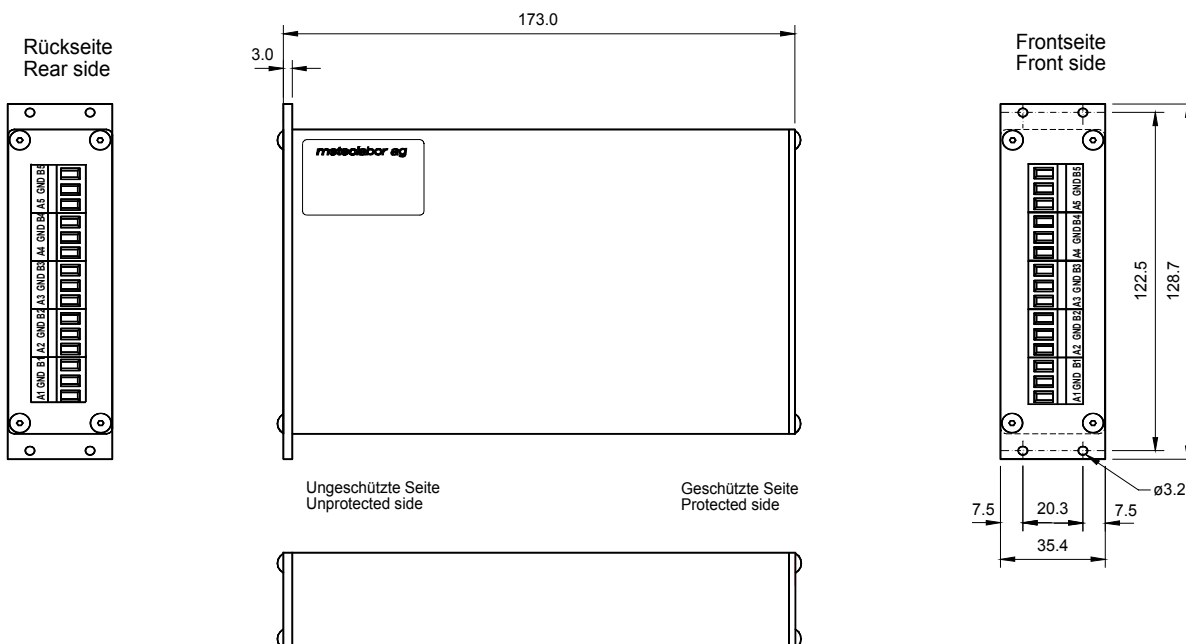 173.0
Rückseite
Rear side
3.0
Frontseite
Front side
meteolabor ag
A5 GND B5
A4 GND B4
A3 GND B3
A2 GND B2
A1 GND B1
A5 GND B5
A4 GND B4
A3 GND B3
A2 GND B2
A1 GND B1
122.5
128.7
Ungeschützte Seite
Unprotected side
Geschützte Seite
Protected side
ø3.2
7.5
20.3
7.5
35.4